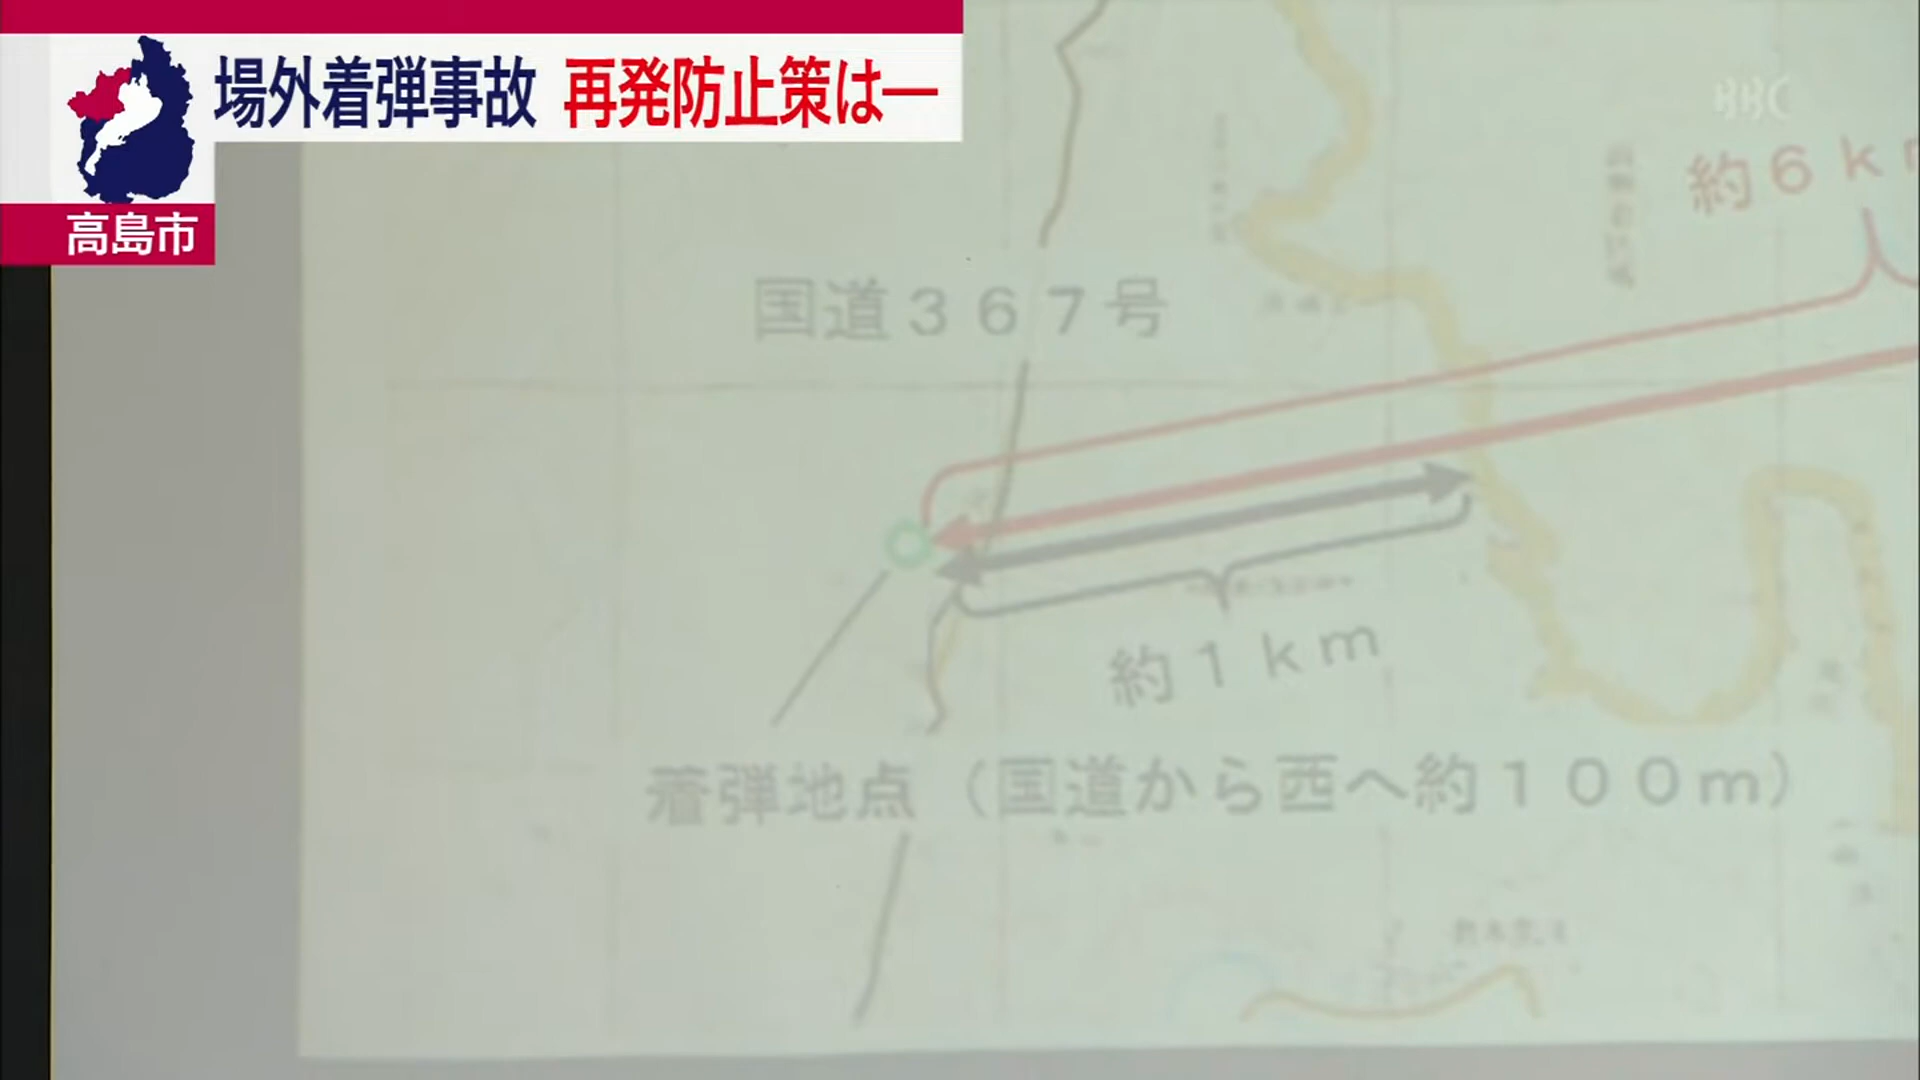 場外着弾事故 再発防止策は―
高島市
BBC
約6km
国道367号
約1km
着弾地点（国道から西へ約100m）